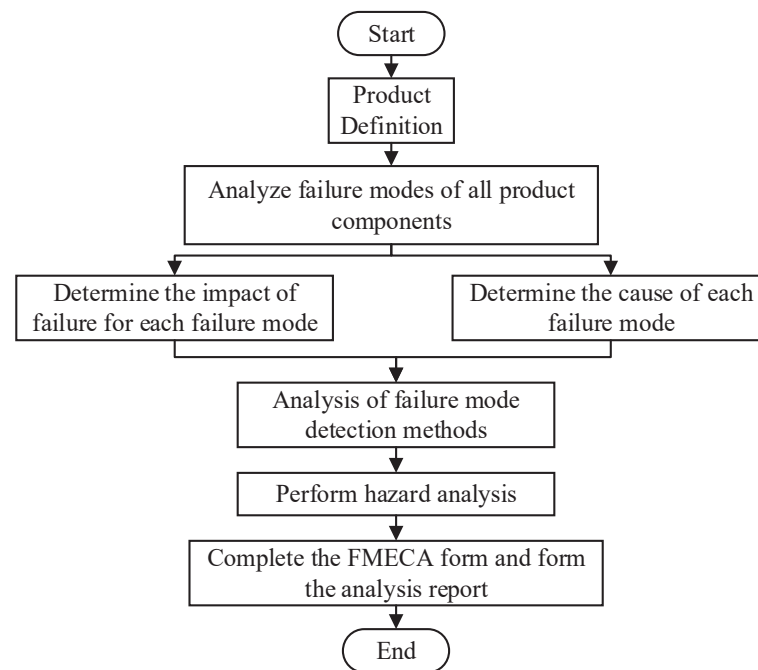 Start
Product
Definition
Analyze failure modes of all product
components
Determine the impact of
failure for each failure mode
Determine the cause of each
failure mode
Analysis of failure mode
detection methods
Perform hazard analysis
Complete the FMECA form and form
the analysis report
End